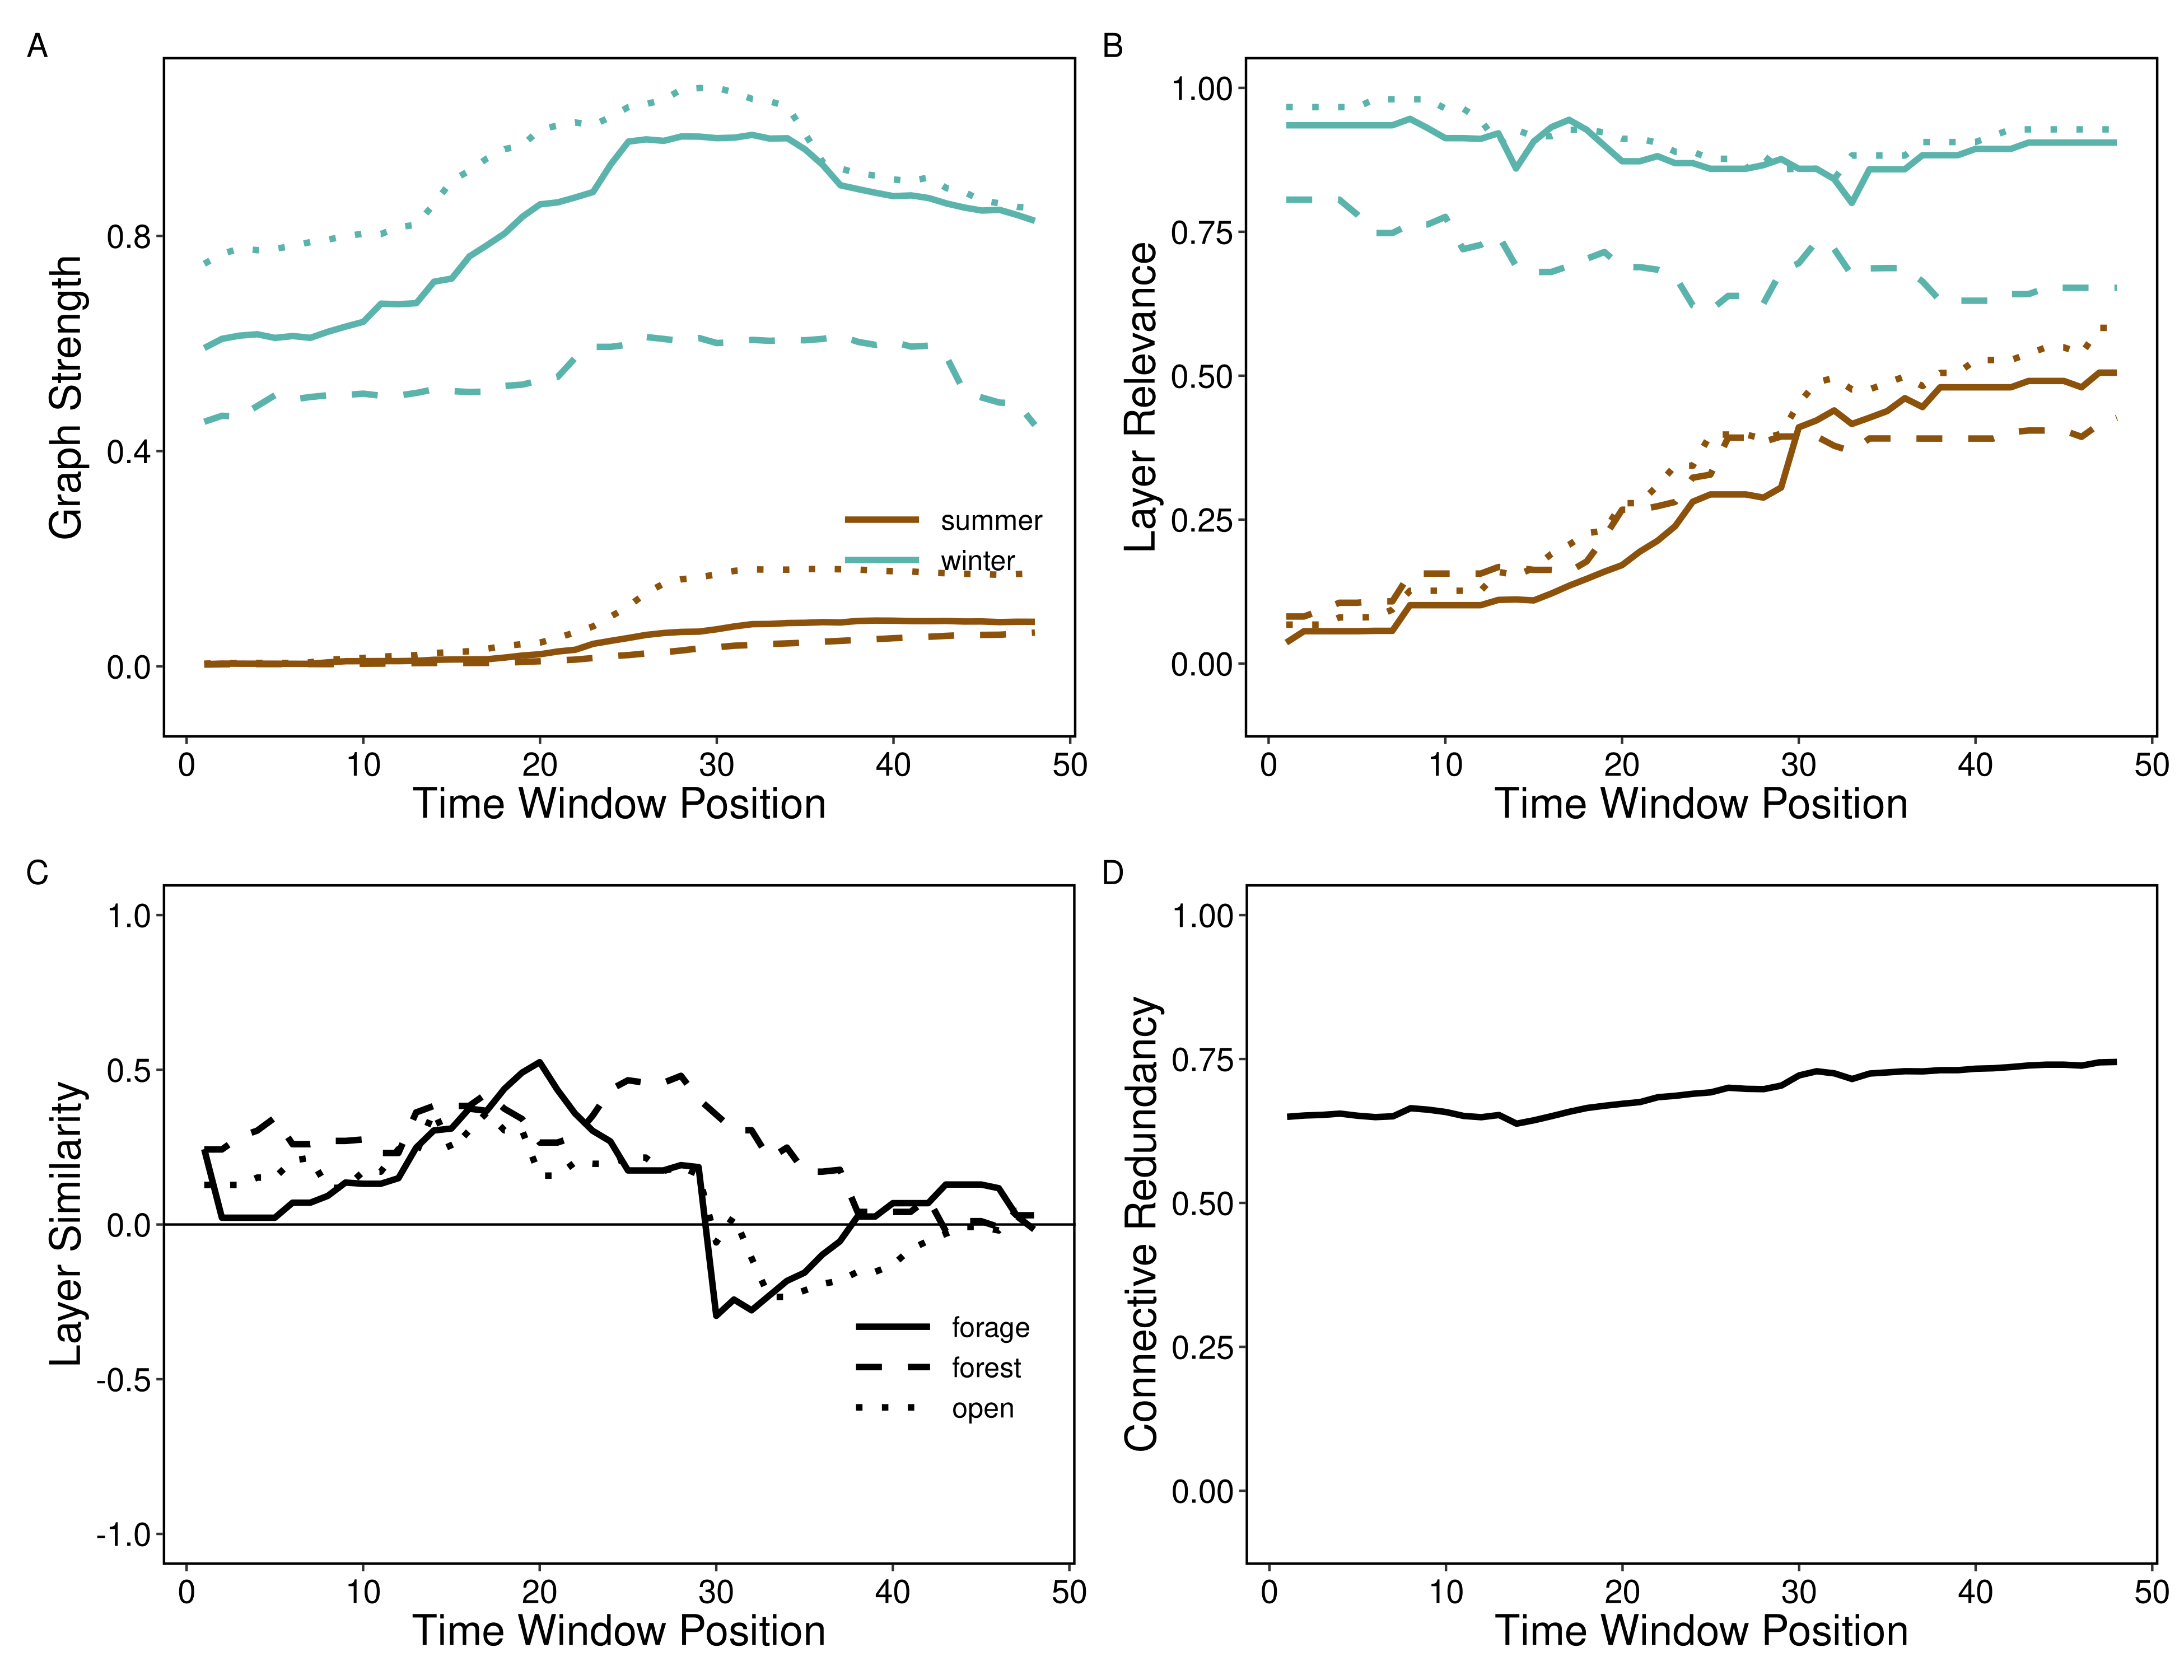 A
Graph Strength
0.8
0.4
0.0
summer
winter
0 10 20 30 40 50
Time Window Position
B
Layer Relevance
1.00
0.75
0.50
0.25
0.00
0 10 20 30 40 50
Time Window Position
C
Layer Similarity
1.0
0.5
0.0
-0.5
-1.0
forage
forest
open
0 10 20 30 40 50
Time Window Position
D
Connective Redundancy
1.00
0.75
0.50
0.25
0.00
0 10 20 30 40 50
Time Window Position